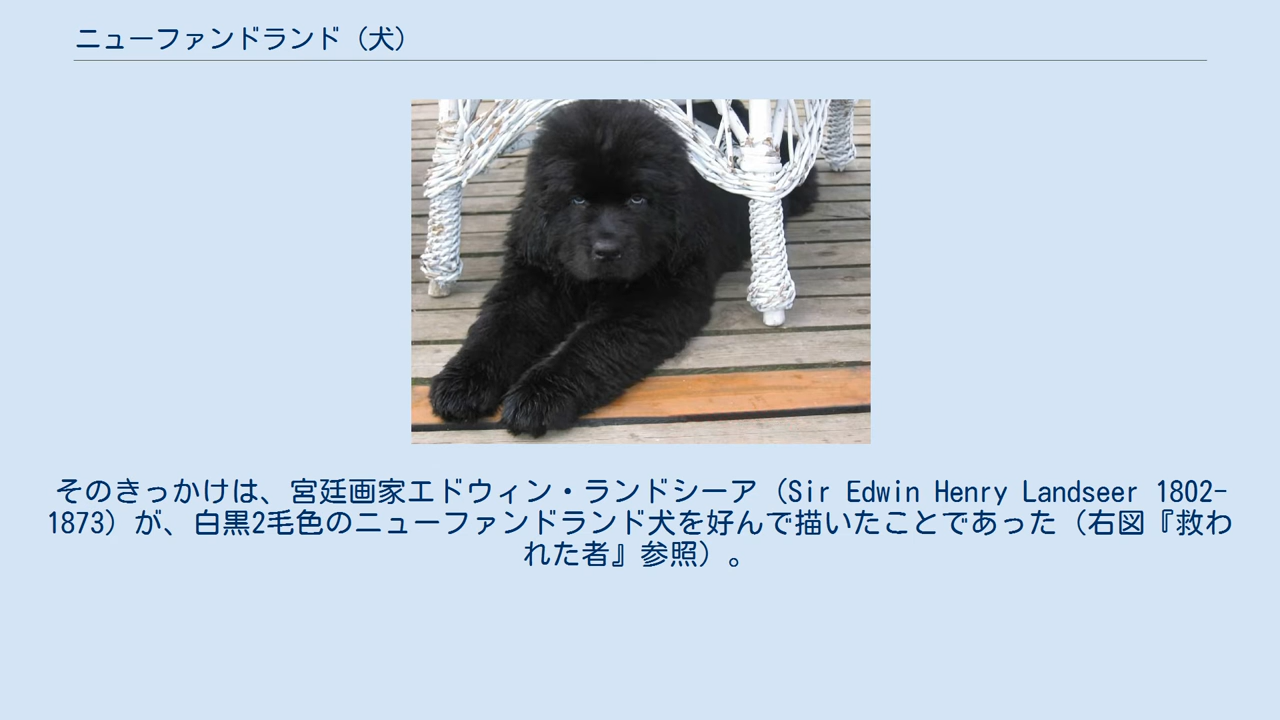 ニューファンドランド（犬）
そのきっかけは、宮廷画家エドウィン・ランドシーア（Sir Edwin Henry Landseer 1802-
1873）が、白黒2毛色のニューファンドランド犬を好んで描いたことであった（右図『救わ
れた者』参照）。